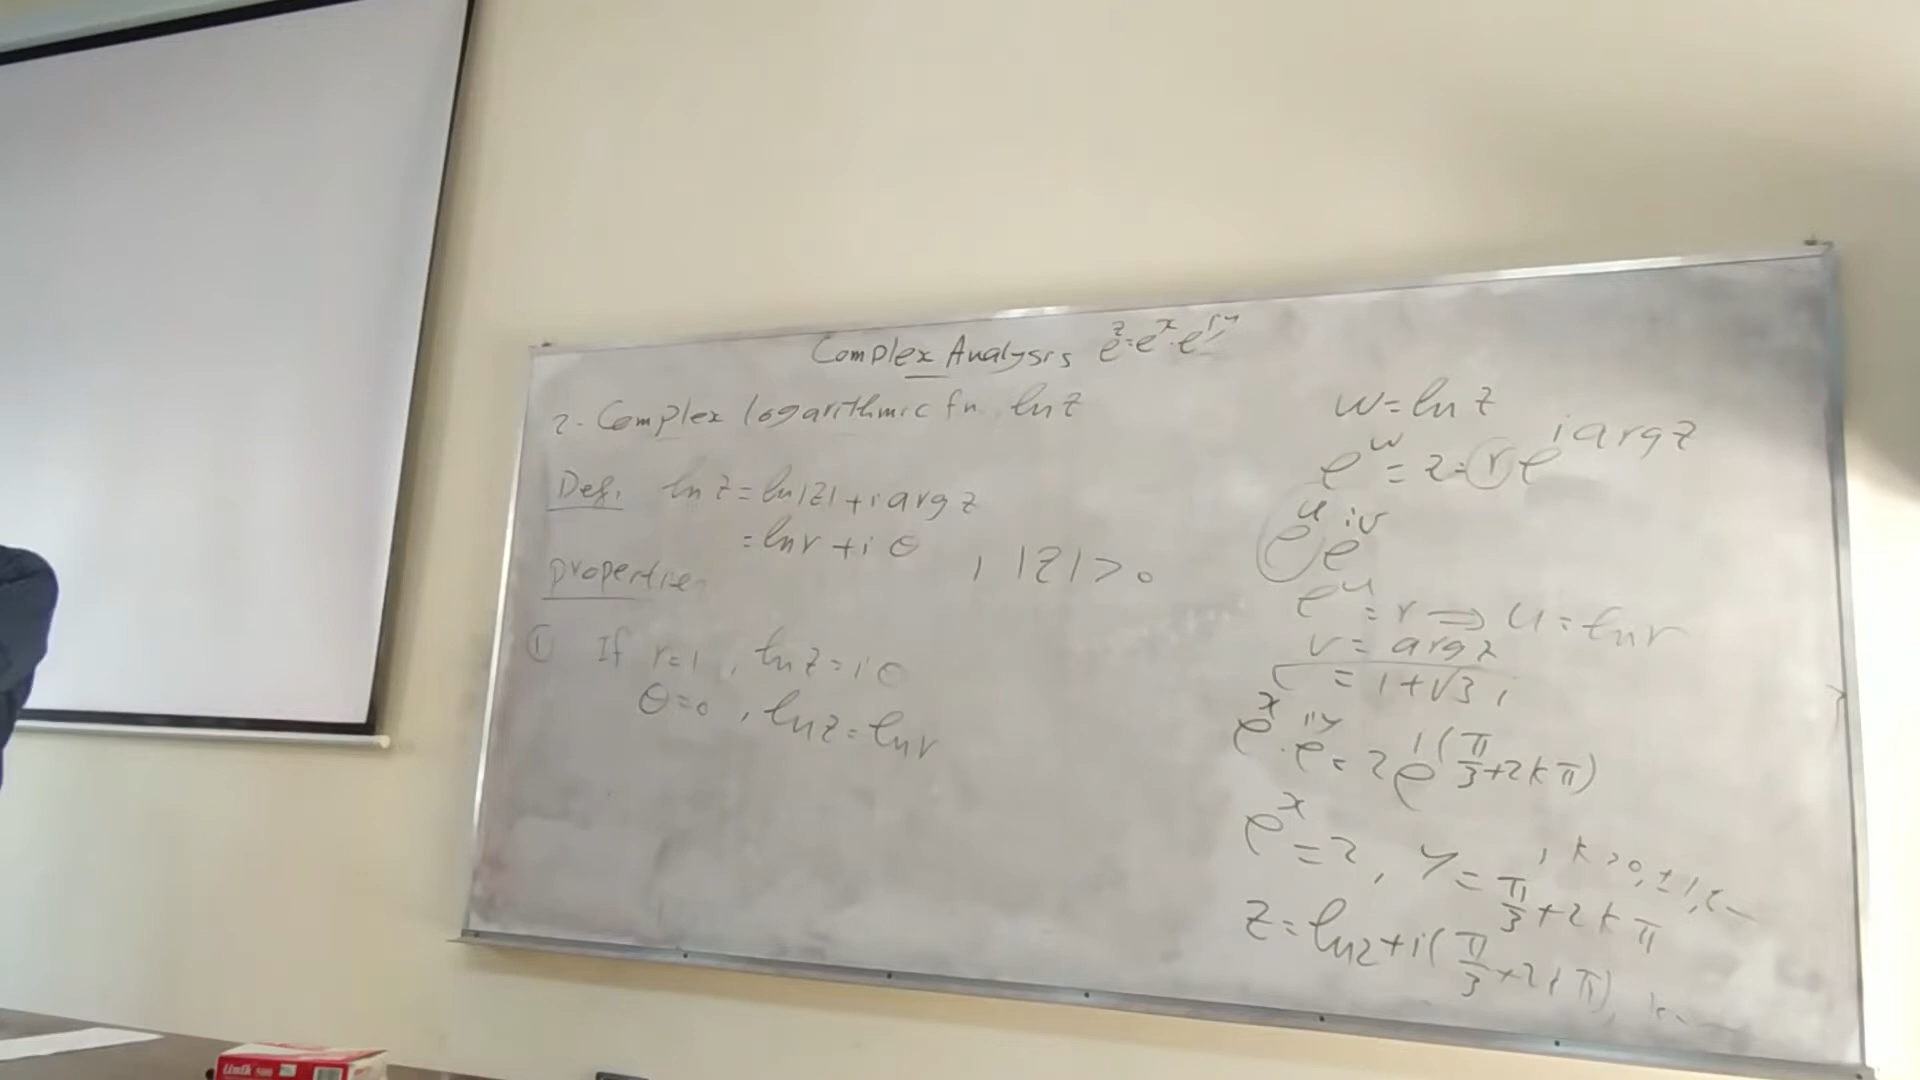 Complex Analysis e^z = e^x . e^iy
2- Complex logarithmic fn. ln z
Def. ln z = ln|z| + i arg z
= ln r + i θ , |z| > 0
properties
① If r=1 , ln z = i θ
θ=0 , ln z = ln r
w = ln z
e^w = z = r e^(i arg z)
e^u e^iv
e^u = r ⇒ u = ln r
v = arg z
= 1+√3 i
e^x . e^iy = 2 e^i(π/3+2kπ)
, k=0, ±1,
e^x = 2 , y = π/3 + 2kπ
z = ln 2 + i(π/3 + 2kπ),